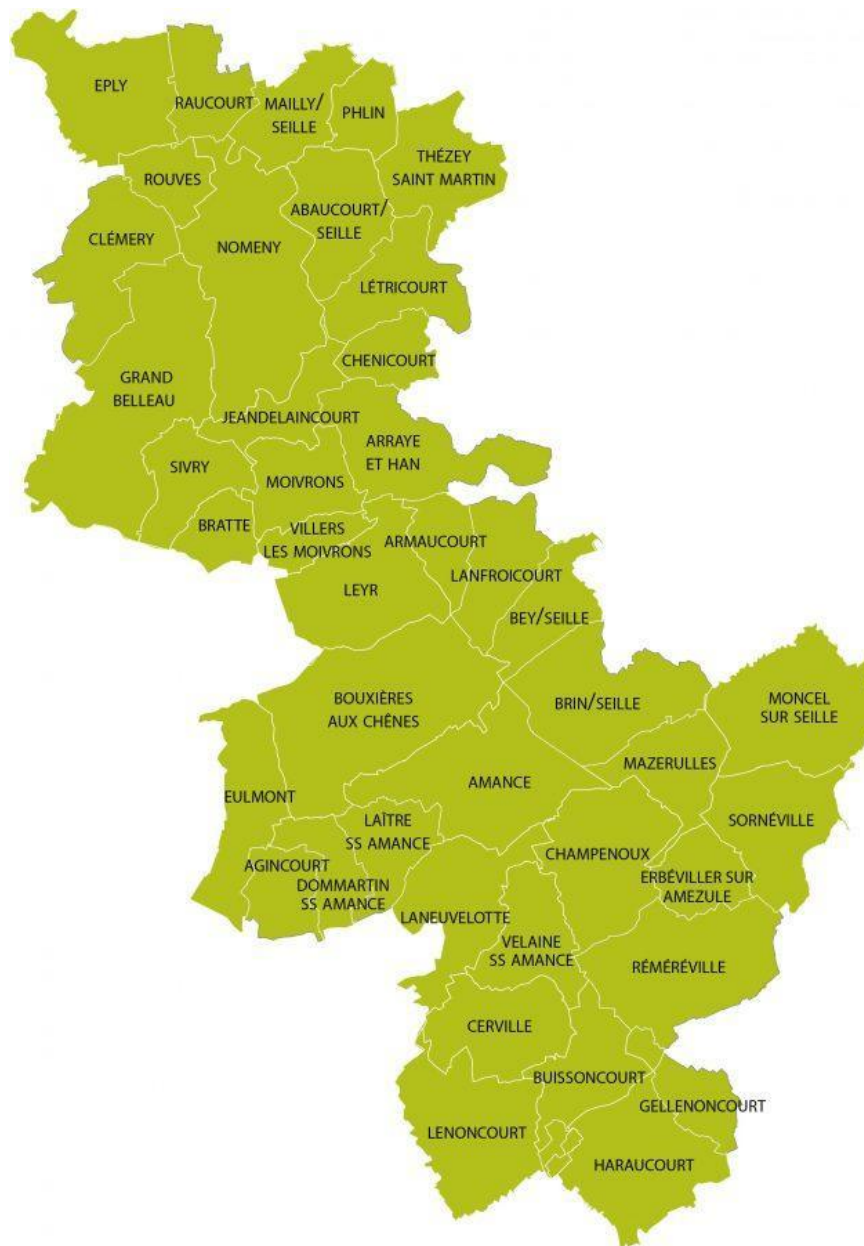 EPLY
RAUCOURT
MAILLY/
SEILLE
PHLIN
THÉZEY
SAINT MARTIN
ROUVES
ABAUCOURT/
SEILLE
CLÉMERY
NOMENY
LÉTRICOURT
CHENICOURT
GRAND
BELLEAU
JEANDELAINCOURT
ARRAYE
ET HAN
SIVRY
MOIVRONS
BRATTE
VILLERS
LES MOIVRONS
ARMAUCOURT
LANFROICOURT
LEYR
BEY/SEILLE
BOUXIÈRES
AUX CHÊNES
BRIN/SEILLE
MONCEL
SUR SEILLE
MAZERULLES
AMANCE
EULMONT
LAÎTRE
SS AMANCE
SORNÉVILLE
CHAMPENOUX
AGINCOURT
DOMMARTIN
SS AMANCE
ERBÉVILLER SUR
AMEZULE
LANEUVELOTTE
VELAINE
SS AMANCE
RÉMÉRÉVILLE
CERVILLE
BUISSONCOURT
GELLENONCOURT
LENONCOURT
HARAUCOURT